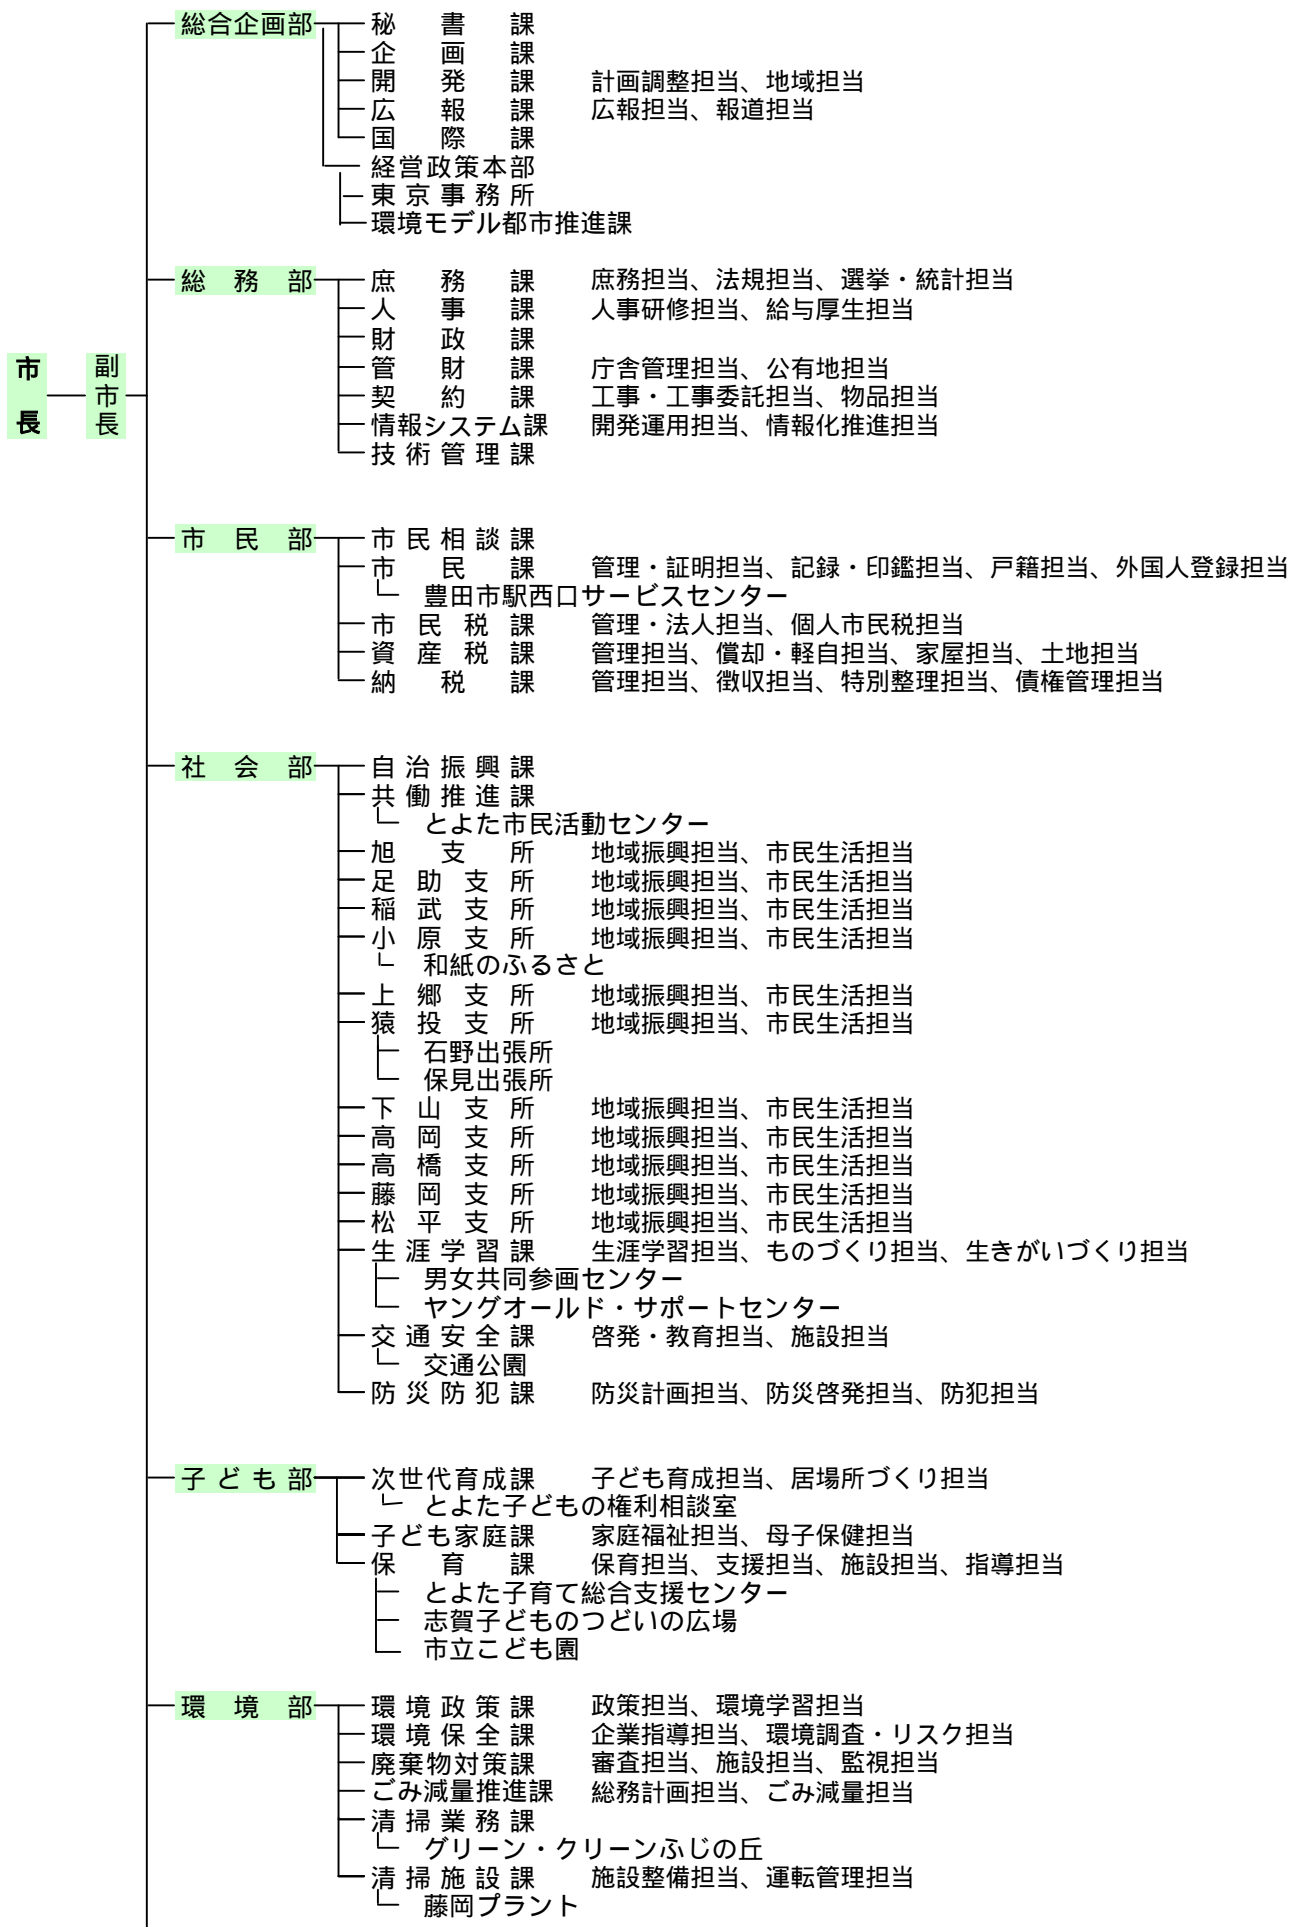 市長
副市長
総合企画部
秘書課
企画課
開発課 計画調整担当、地域担当
広報課 広報担当、報道担当
国際課
経営政策本部
東京事務所
環境モデル都市推進課
総務部
庶務課 庶務担当、法規担当、選挙・統計担当
人事課 人事研修担当、給与厚生担当
財政課
管財課 庁舎管理担当、公有地担当
契約課 工事・工事委託担当、物品担当
情報システム課 開発運用担当、情報化推進担当
技術管理課
市民部
市民相談課
市民課 管理・証明担当、記録・印鑑担当、戸籍担当、外国人登録担当
豊田市駅西口サービスセンター
市民税課 管理・法人担当、個人市民税担当
資産税課 管理担当、償却・軽自担当、家屋担当、土地担当
納税課 管理担当、徴収担当、特別整理担当、債権管理担当
社会部
自治振興課
共働推進課
とよた市民活動センター
旭支所 地域振興担当、市民生活担当
足助支所 地域振興担当、市民生活担当
稲武支所 地域振興担当、市民生活担当
小原支所 地域振興担当、市民生活担当
和紙のふるさと
上郷支所 地域振興担当、市民生活担当
猿投支所 地域振興担当、市民生活担当
石野出張所
保見出張所
下山支所 地域振興担当、市民生活担当
高岡支所 地域振興担当、市民生活担当
高橋支所 地域振興担当、市民生活担当
藤岡支所 地域振興担当、市民生活担当
松平支所 地域振興担当、市民生活担当
生涯学習課 生涯学習担当、ものづくり担当、生きがいづくり担当
男女共同参画センター
ヤングオールド・サポートセンター
交通安全課 啓発・教育担当、施設担当
交通公園
防災防犯課 防災計画担当、防災啓発担当、防犯担当
子ども部
次世代育成課 子ども育成担当、居場所づくり担当
とよた子どもの権利相談室
子ども家庭課 家庭福祉担当、母子保健担当
保育課 保育担当、支援担当、施設担当、指導担当
とよた子育て総合支援センター
志賀子どものつどいの広場
市立こども園
環境部
環境政策課 政策担当、環境学習担当
環境保全課 企業指導担当、環境調査・リスク担当
廃棄物対策課 審査担当、施設担当、監視担当
ごみ減量推進課 総務計画担当、ごみ減量担当
清掃業務課
グリーン・クリーンふじの丘
清掃施設課 施設整備担当、運転管理担当
藤岡プラント